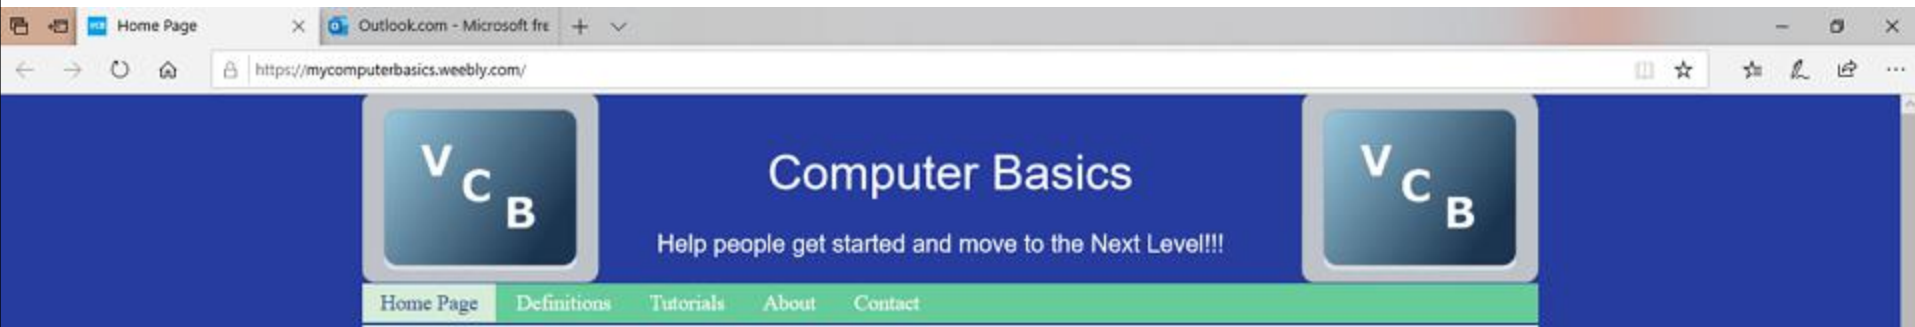 Home Page
Outlook.com - Microsoft fre
https://mycomputerbasics.weebly.com/
V C B
Computer Basics
Help people get started and move to the Next Level!!!
V C B
Home Page Definitions Tutorials About Contact